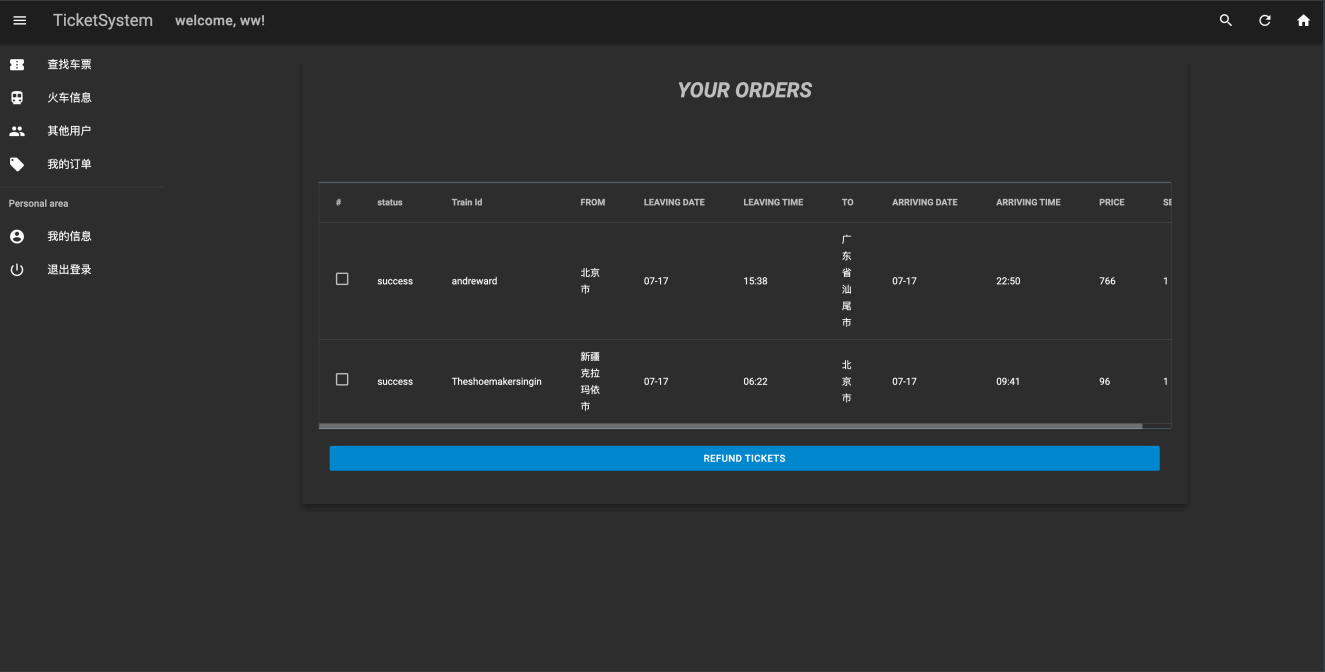 TicketSystem welcome, ww!
查找车票
火车信息
其他用户
我的订单
Personal area
我的信息
退出登录
YOUR ORDERS
# status Train Id FROM LEAVING DATE LEAVING TIME TO ARRIVING DATE ARRIVING TIME PRICE
success andreward 北京市 07-17 15:38 广东省汕尾市 07-17 22:50 766 1
success Theshoemakersingin 新疆克拉玛依市 07-17 06:22 北京市 07-17 09:41 96 1
REFUND TICKETS